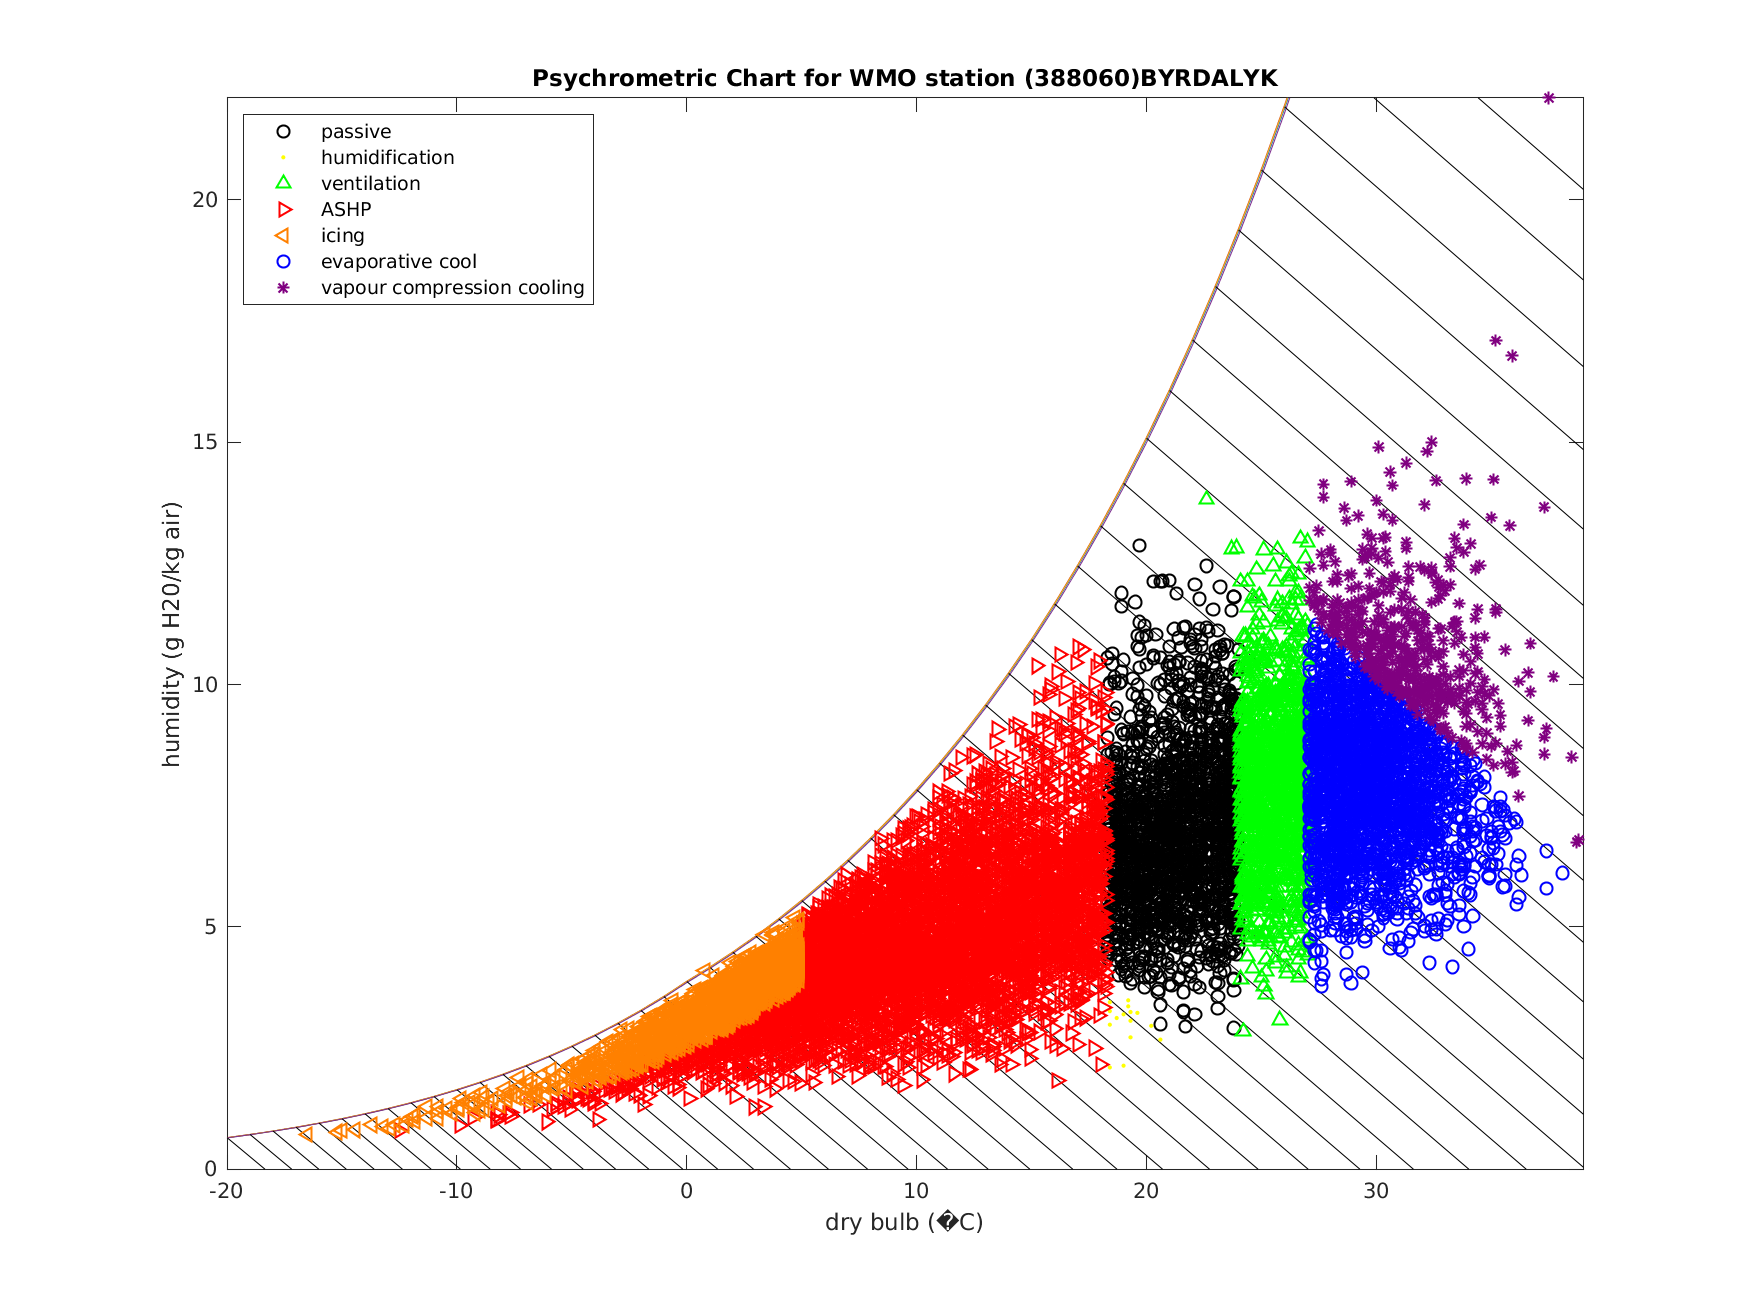 Psychrometric Chart for WMO station (388060)BYRDALYK
passive
humidification
ventilation
ASHP
icing
evaporative cool
vapour compression cooling
20
15
10
5
0
humidity (g H20/kg air)
-20 -10 0 10 20 30
dry bulb (�C)